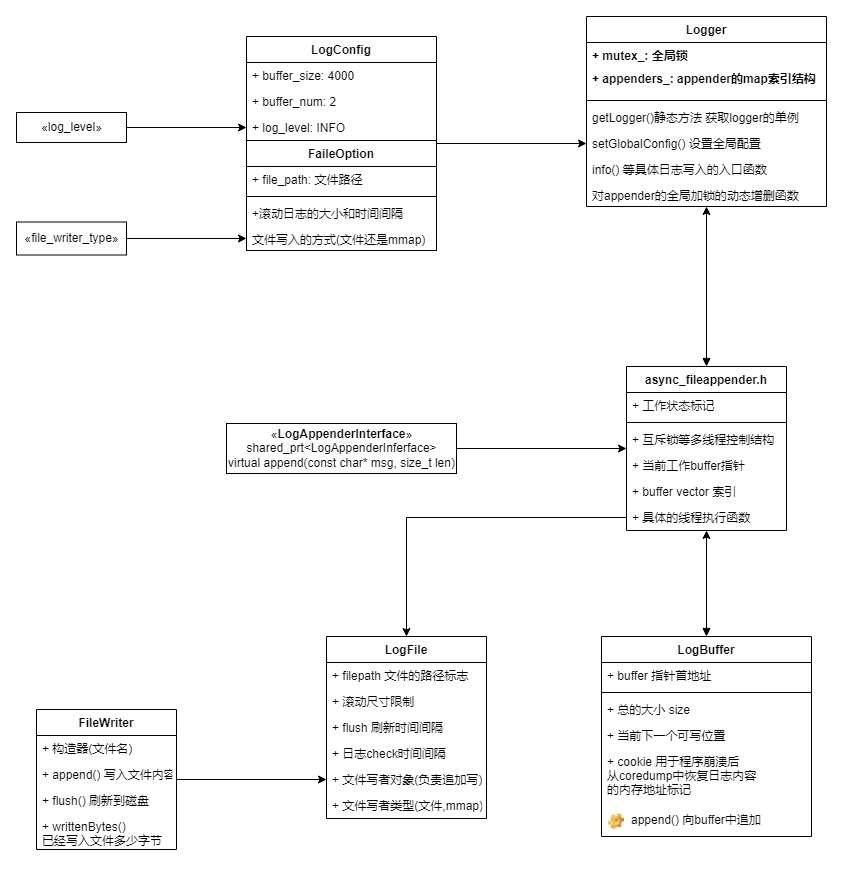 LogConfig
+ buffer_size: 4000
+ buffer_num: 2
+ log_level: INFO
FaileOption
+ file_path: 文件路径
+滚动日志的大小和时间间隔
文件写入的方式(文件还是mmap)
«log_level»
«file_writer_type»
Logger
+ mutex_: 全局锁
+ appenders_: appender的map索引结构
getLogger()静态方法 获取logger的单例
setGlobalConfig() 设置全局配置
info() 等具体日志写入的入口函数
对appender的全局加锁的动态增删函数
async_fileappender.h
+ 工作状态标记
+ 互斥锁等多线程控制结构
+ 当前工作buffer指针
+ buffer vector 索引
+ 具体的线程执行函数
«LogAppenderInterface»
shared_prt<LogAppenderInferface>
virtual append(const char* msg, size_t len)
LogFile
+ filepath 文件的路径标志
+ 滚动尺寸限制
+ flush 刷新时间间隔
+ 日志check时间间隔
+ 文件写者对象(负责追加写)
+ 文件写者类型(文件,mmap)
LogBuffer
+ buffer 指针首地址
+ 总的大小 size
+ 当前下一个可写位置
+ cookie 用于程序崩溃后
从coredump中恢复日志内容
的内存地址标记
append() 向buffer中追加
FileWriter
+ 构造器(文件名)
+ append() 写入文件内容
+ flush() 刷新到磁盘
+ writtenBytes()
已经写入文件多少字节